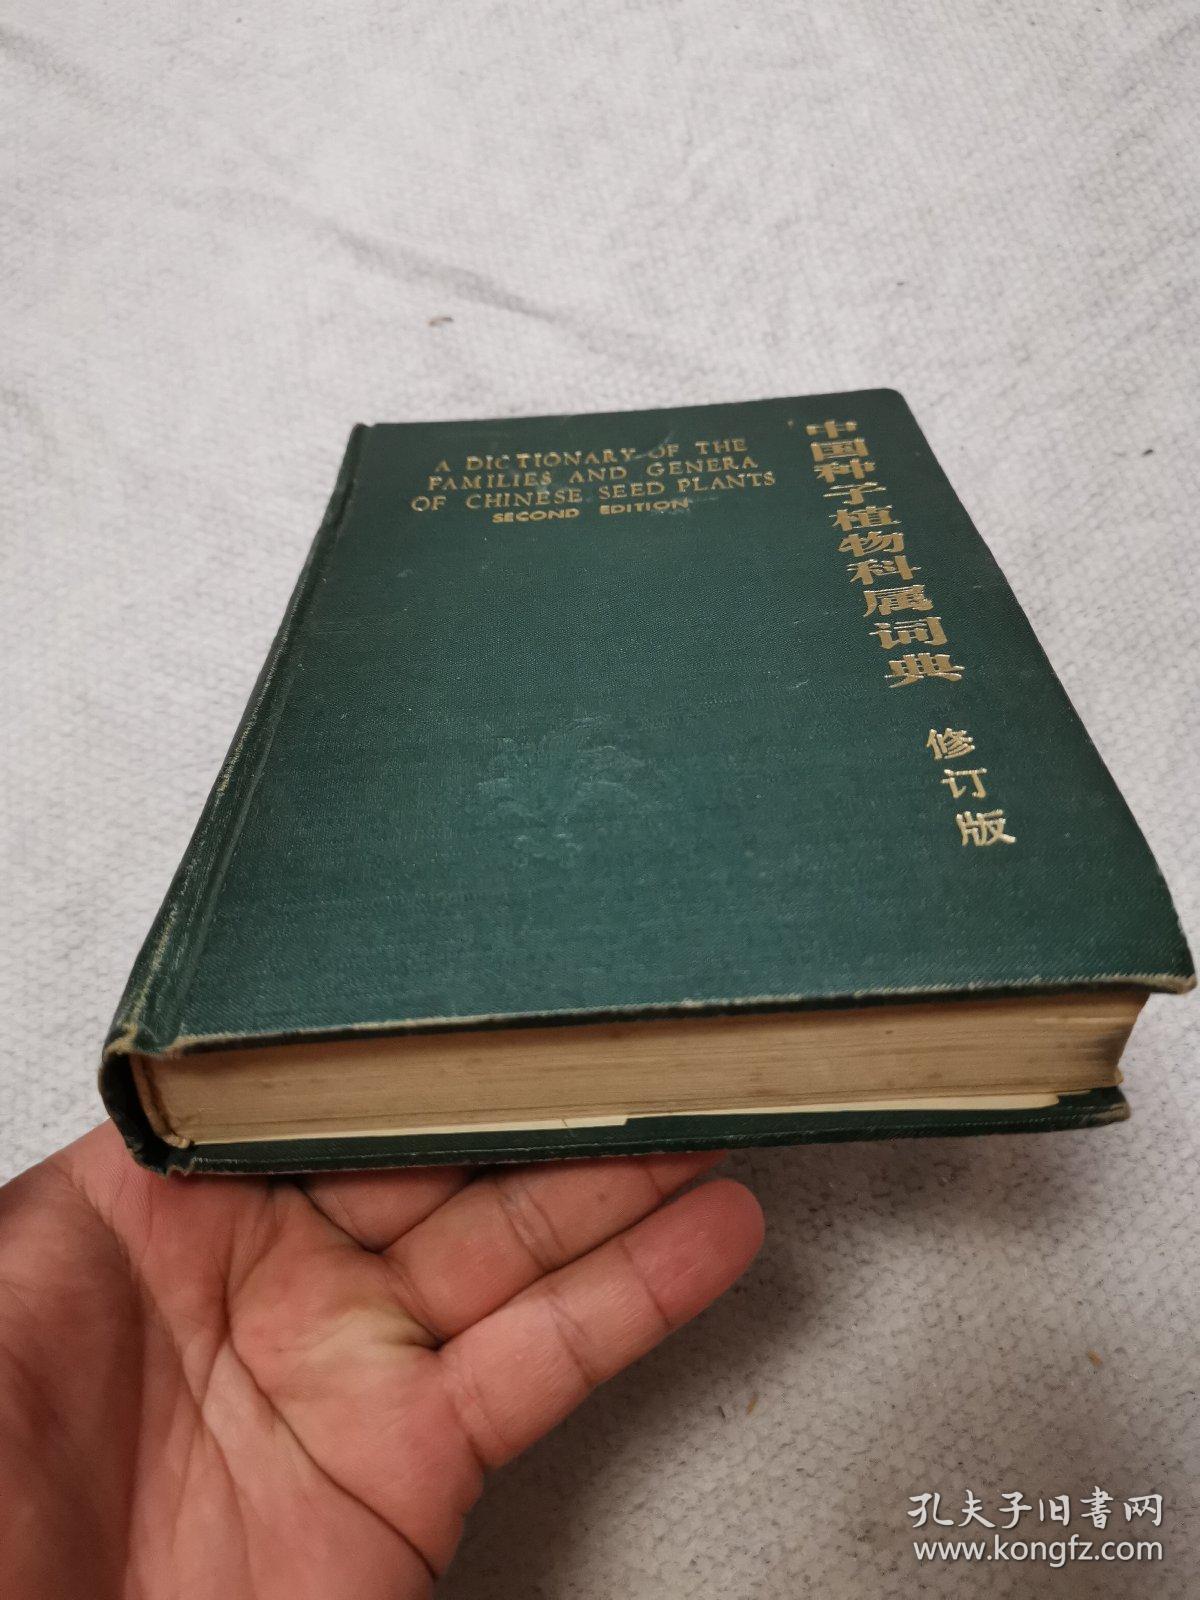 A DICTIONARY OF THE
FAMILIES AND GENERA
OF CHINESE SEED PLANTS
SECOND EDITION
中国种子植物科属词典
修订版
孔夫子旧书网
www.kongfz.com